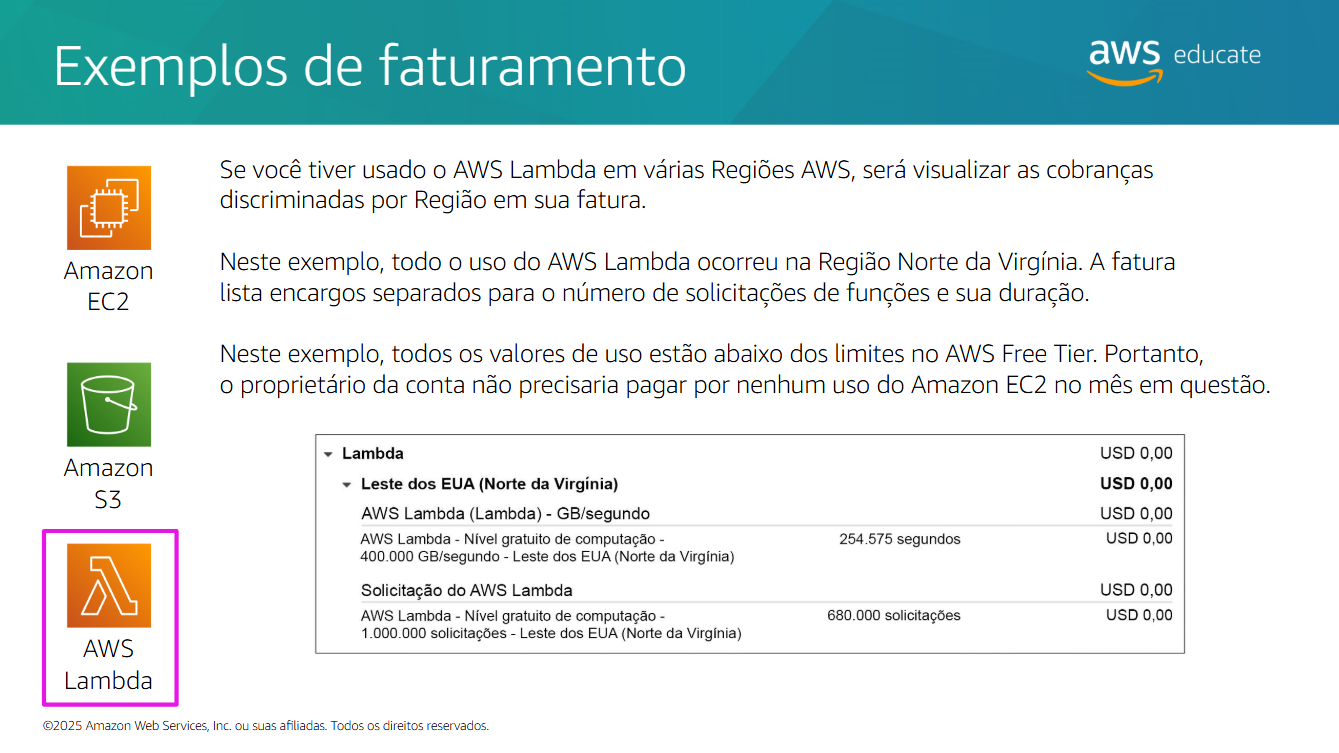 Exemplos de faturamento
aws educate
Amazon
EC2
Amazon
S3
AWS
Lambda
Se você tiver usado o AWS Lambda em várias Regiões AWS, será visualizar as cobranças
discriminadas por Região em sua fatura.
Neste exemplo, todo o uso do AWS Lambda ocorreu na Região Norte da Virgínia. A fatura
lista encargos separados para o número de solicitações de funções e sua duração.
Neste exemplo, todos os valores de uso estão abaixo dos limites no AWS Free Tier. Portanto,
o proprietário da conta não precisaria pagar por nenhum uso do Amazon EC2 no mês em questão.
Lambda USD 0,00
Leste dos EUA (Norte da Virgínia) USD 0,00
AWS Lambda (Lambda) - GB/segundo USD 0,00
AWS Lambda - Nível gratuito de computação - 254.575 segundos USD 0,00
400.000 GB/segundo - Leste dos EUA (Norte da Virgínia)
Solicitação do AWS Lambda USD 0,00
AWS Lambda - Nível gratuito de computação - 680.000 solicitações USD 0,00
1.000.000 solicitações - Leste dos EUA (Norte da Virgínia)
©2025 Amazon Web Services, Inc. ou suas afiliadas. Todos os direitos reservados.